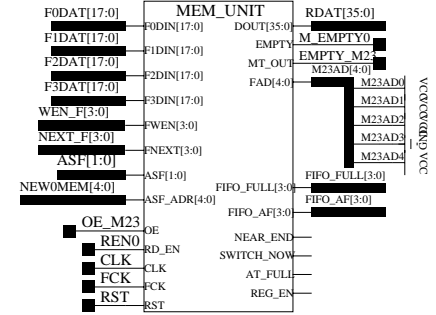 MEM_UNIT
F0DAT[17:0]
F0DIN[17:0]
F1DAT[17:0]
F1DIN[17:0]
F2DAT[17:0]
F2DIN[17:0]
F3DAT[17:0]
F3DIN[17:0]
WEN_F[3:0]
FWEN[3:0]
NEXT_F[3:0]
FNEXT[3:0]
ASF[1:0]
ASF[1:0]
NEW0MEM[4:0]
ASF_ADR[4:0]
OE_M23
OE
REN0
RD_EN
CLK
CLK
FCK
FCK
RST
RST
DOUT[35:0]
RDAT[35:0]
EMPTY
M_EMPTY0
MT_OUT
EMPTY_M23
FAD[4:0]
M23AD[4:0]
M23AD0
M23AD1
M23AD2
M23AD3
M23AD4
VCC
GND
VCC
FIFO_FULL[3:0]
FIFO_FULL[3:0]
FIFO_AF[3:0]
FIFO_AF[3:0]
NEAR_END
SWITCH_NOW
AT_FULL
REG_EN